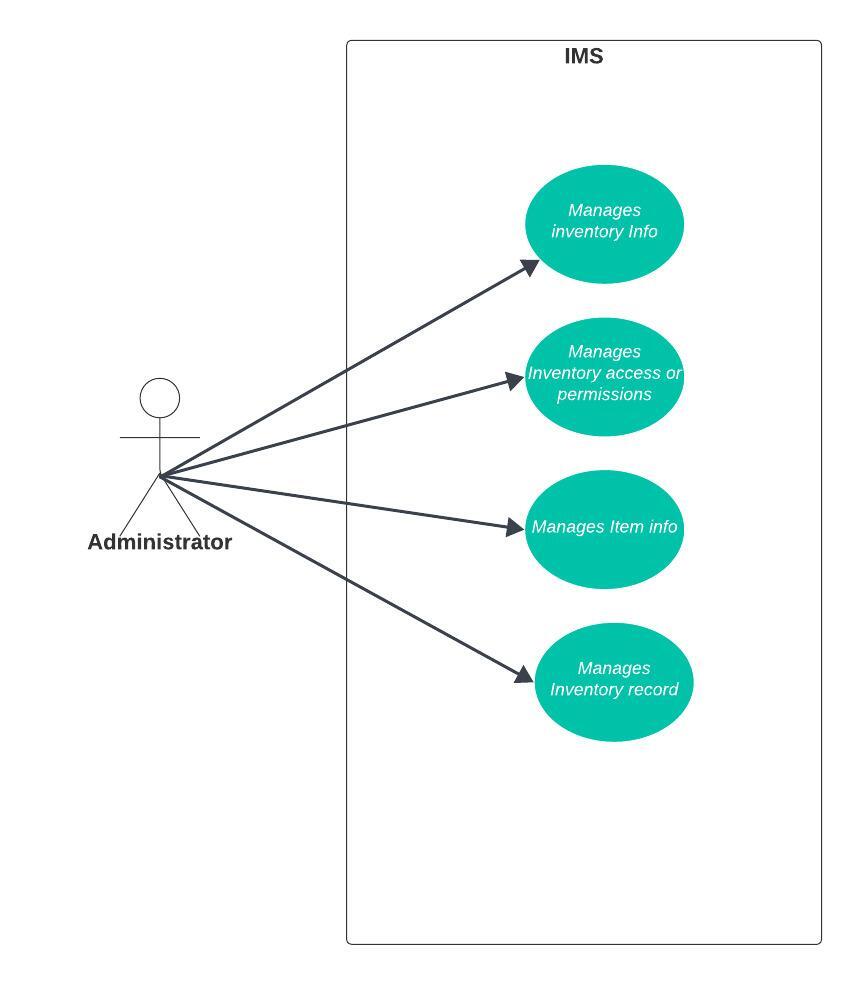 IMS
Manages
inventory Info
Manages
Inventory access or
permissions
Administrator
Manages Item info
Manages
Inventory record